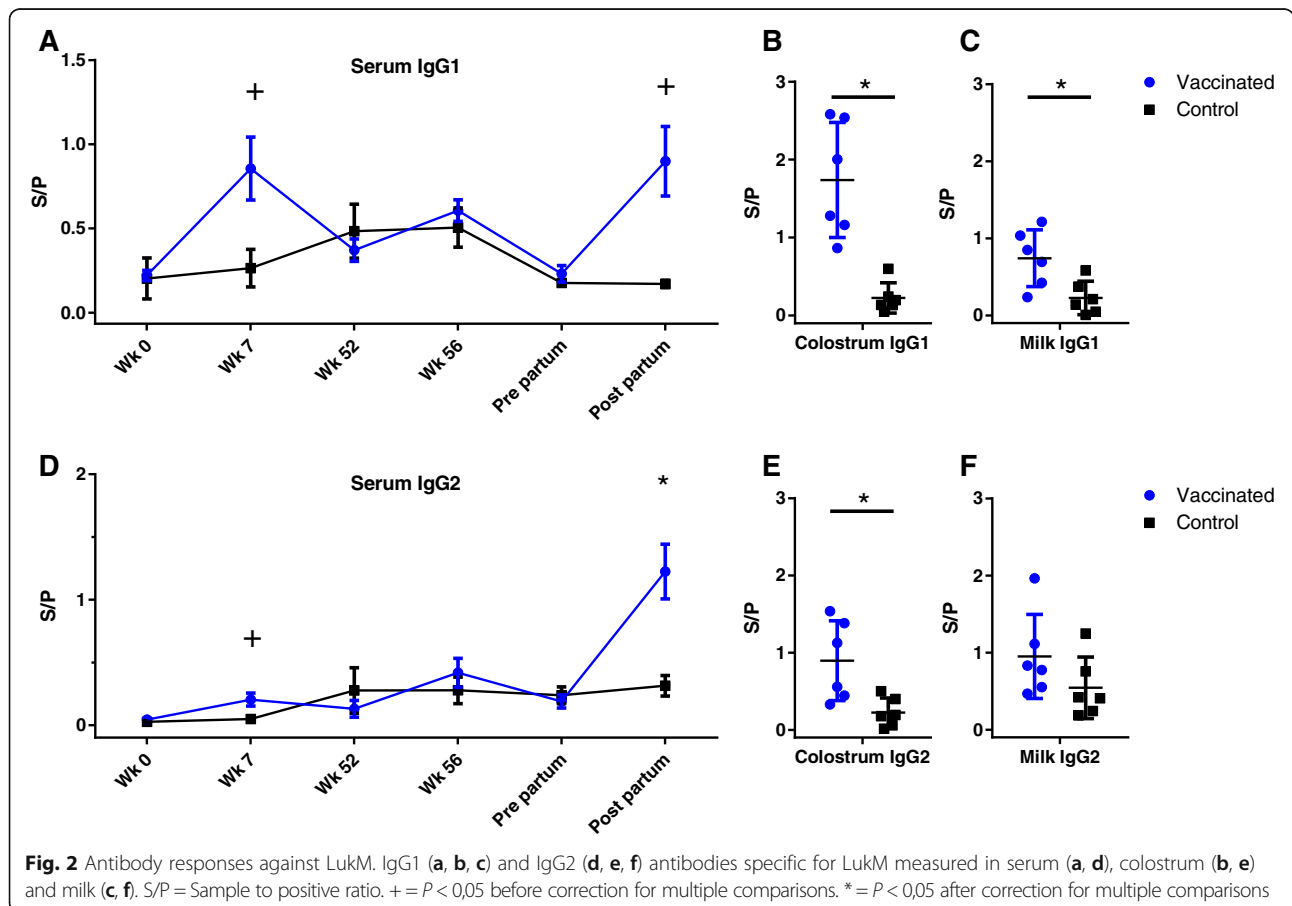 A
Serum IgG1
S/P
1.5
1.0
0.5
0.0
+
+
Wk 0
Wk 7
Wk 52
Wk 56
Pre partum
Post partum
B
S/P
3
2
1
0
*
Colostrum IgG1
C
S/P
3
2
1
0
*
Milk IgG1
Vaccinated
Control
D
Serum IgG2
S/P
2
1
0
+
*
Wk 0
Wk 7
Wk 52
Wk 56
Pre partum
Post partum
E
S/P
3
2
1
0
*
Colostrum IgG2
F
S/P
3
2
1
0
Milk IgG2
Vaccinated
Control
Fig. 2 Antibody responses against LukM. IgG1 (a, b, c) and IgG2 (d, e, f) antibodies specific for LukM measured in serum (a, d), colostrum (b, e)
and milk (c, f). S/P = Sample to positive ratio. + = P < 0,05 before correction for multiple comparisons. * = P < 0,05 after correction for multiple comparisons